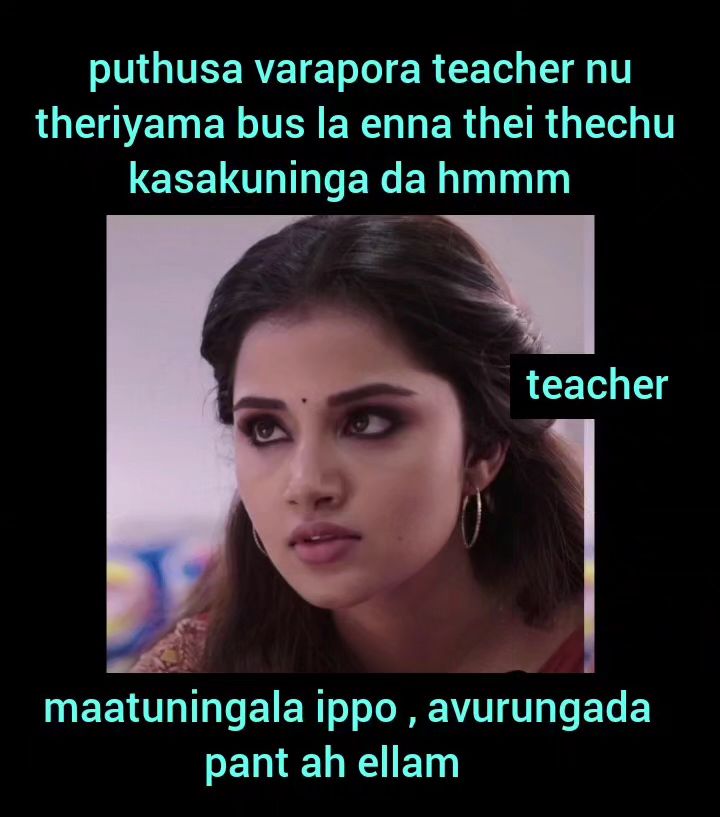 puthusa varapora teacher nu
theriyama bus la enna thei thechu
kasakuninga da hmmm
teacher
maatuningala ippo , avurungada
pant ah ellam